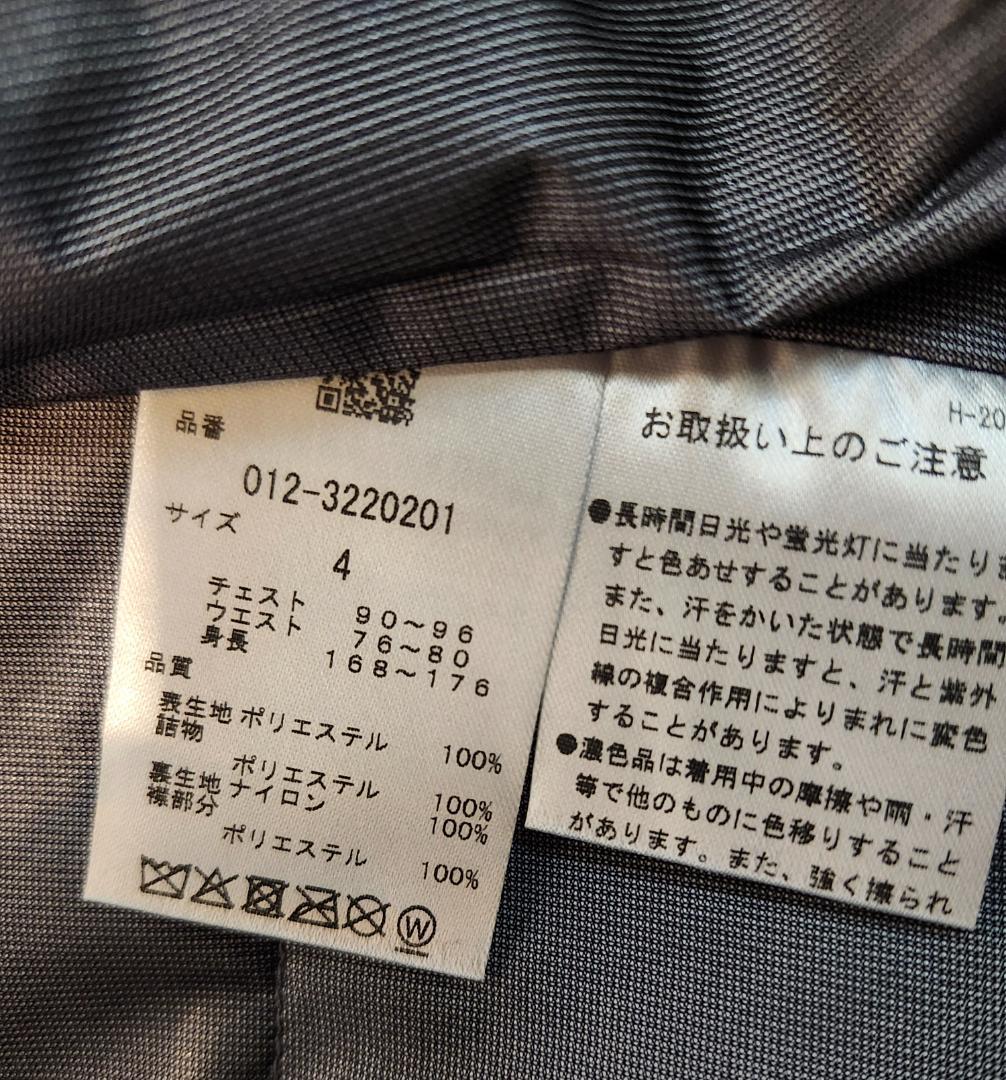 品番
012-3220201
サイズ
4
チェスト 90~96
ウエスト 76~80
身長 168~176
品質
表生地 ポリエステル 100%
詰物
ポリエステル 100%
裏生地 ナイロン 100%
襟部分
ポリエステル 100%
W
H-20
お取扱い上のご注意
●長時間日光や蛍光灯に当たりま
すと色あせすることがあります。
また、汗をかいた状態で長時間
日光に当たりますと、汗と紫外
線の複合作用によりまれに変色
することがあります。
●濃色品は着用中の摩擦や雨・汗
等で他のものに色移りすること
があります。また、強く擦られ